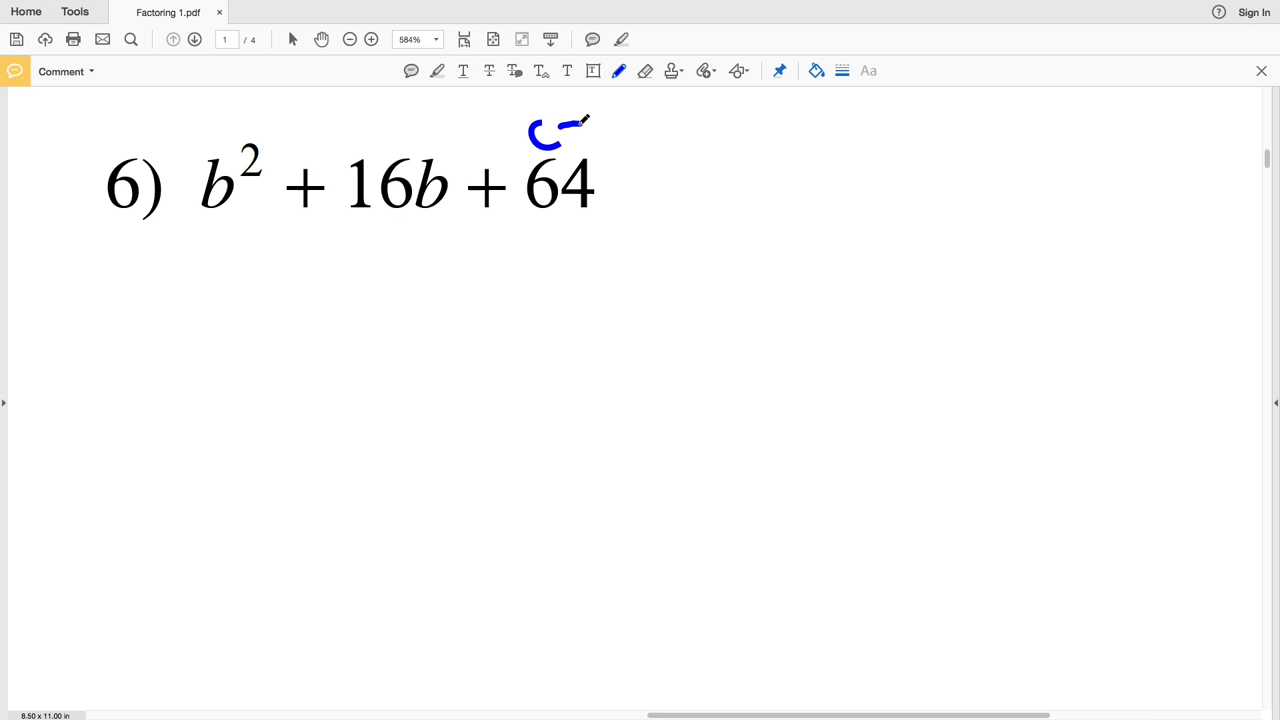 Home Tools Factoring 1.pdf × ? Sign In
1 / 4 584%
Comment Aa
6) b² + 16b + 64
8.50 x 11.00 in